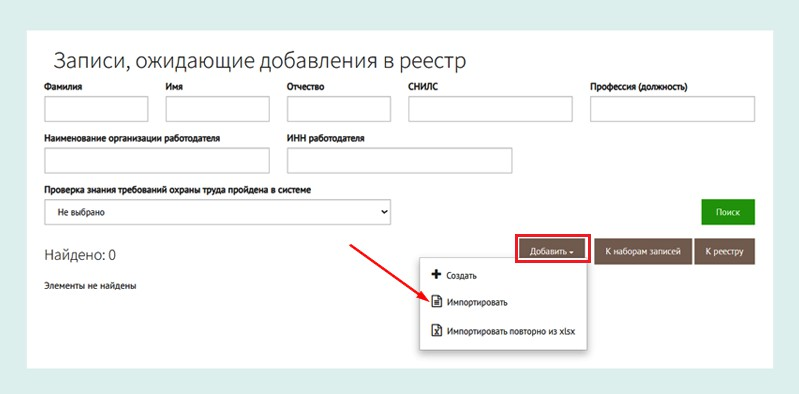 Записи, ожидающие добавления в реестр
Фамилия Имя Отчество СНИЛС Профессия (должность)
Наименование организации работодателя ИНН работодателя
Проверка знания требований охраны труда пройдена в системе
Не выбрано Поиск
Найдено: 0 Добавить К наборам записей К реестру
Создать
Элементы не найдены
Импортировать
Импортировать повторно из xlsx